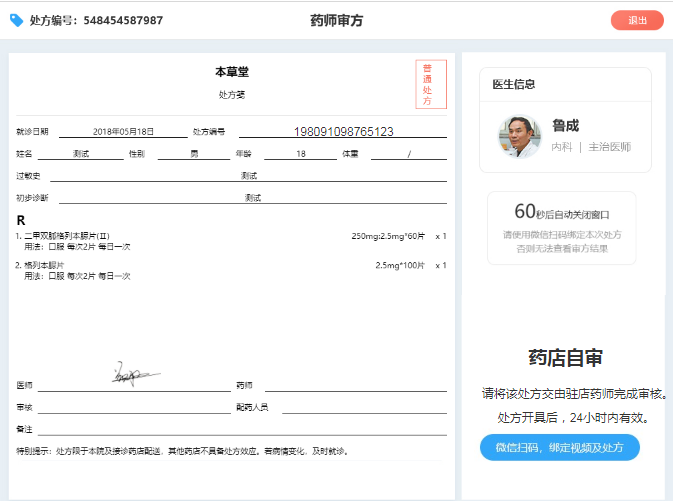 处方编号：548454587987
药师审方
退出
本草堂
处方笺
普通处方
就诊日期 2018年05月18日 处方编号 198091098765123
姓名 测试 性别 男 年龄 18 体重 /
过敏史 测试
初步诊断 测试
R
1. 二甲双胍格列本脲片(II) 250mg:2.5mg*60片 x 1
用法：口服 每次2片 每日一次
2. 格列本脲片 2.5mg*100片 x 1
用法：口服 每次2片 每日一次
医师 药师
审核 配药人员
备注
特别提示：处方限于本院及接诊药店配送，其他药店不具备处方效应。若病情变化，及时就诊。
医生信息
鲁成
内科 | 主治医师
60秒后自动关闭窗口
请使用微信扫码绑定本次处方
否则无法查看审方结果
药店自审
请将该处方交由驻店药师完成审核。
处方开具后，24小时内有效。
微信扫码，绑定视频及处方